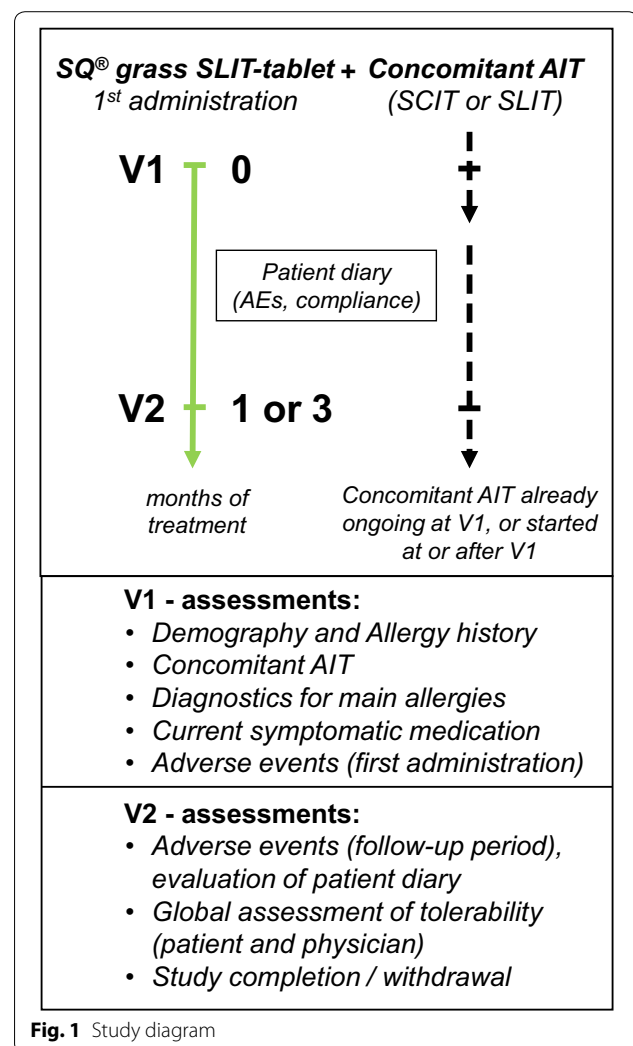 SQ® grass SLIT-tablet + Concomitant AIT
1st administration (SCIT or SLIT)
V1 0
Patient diary
(AEs, compliance)
V2 1 or 3
months of
treatment
Concomitant AIT already
ongoing at V1, or started
at or after V1
V1 - assessments:
• Demography and Allergy history
• Concomitant AIT
• Diagnostics for main allergies
• Current symptomatic medication
• Adverse events (first administration)
V2 - assessments:
• Adverse events (follow-up period),
evaluation of patient diary
• Global assessment of tolerability
(patient and physician)
• Study completion / withdrawal
Fig. 1 Study diagram